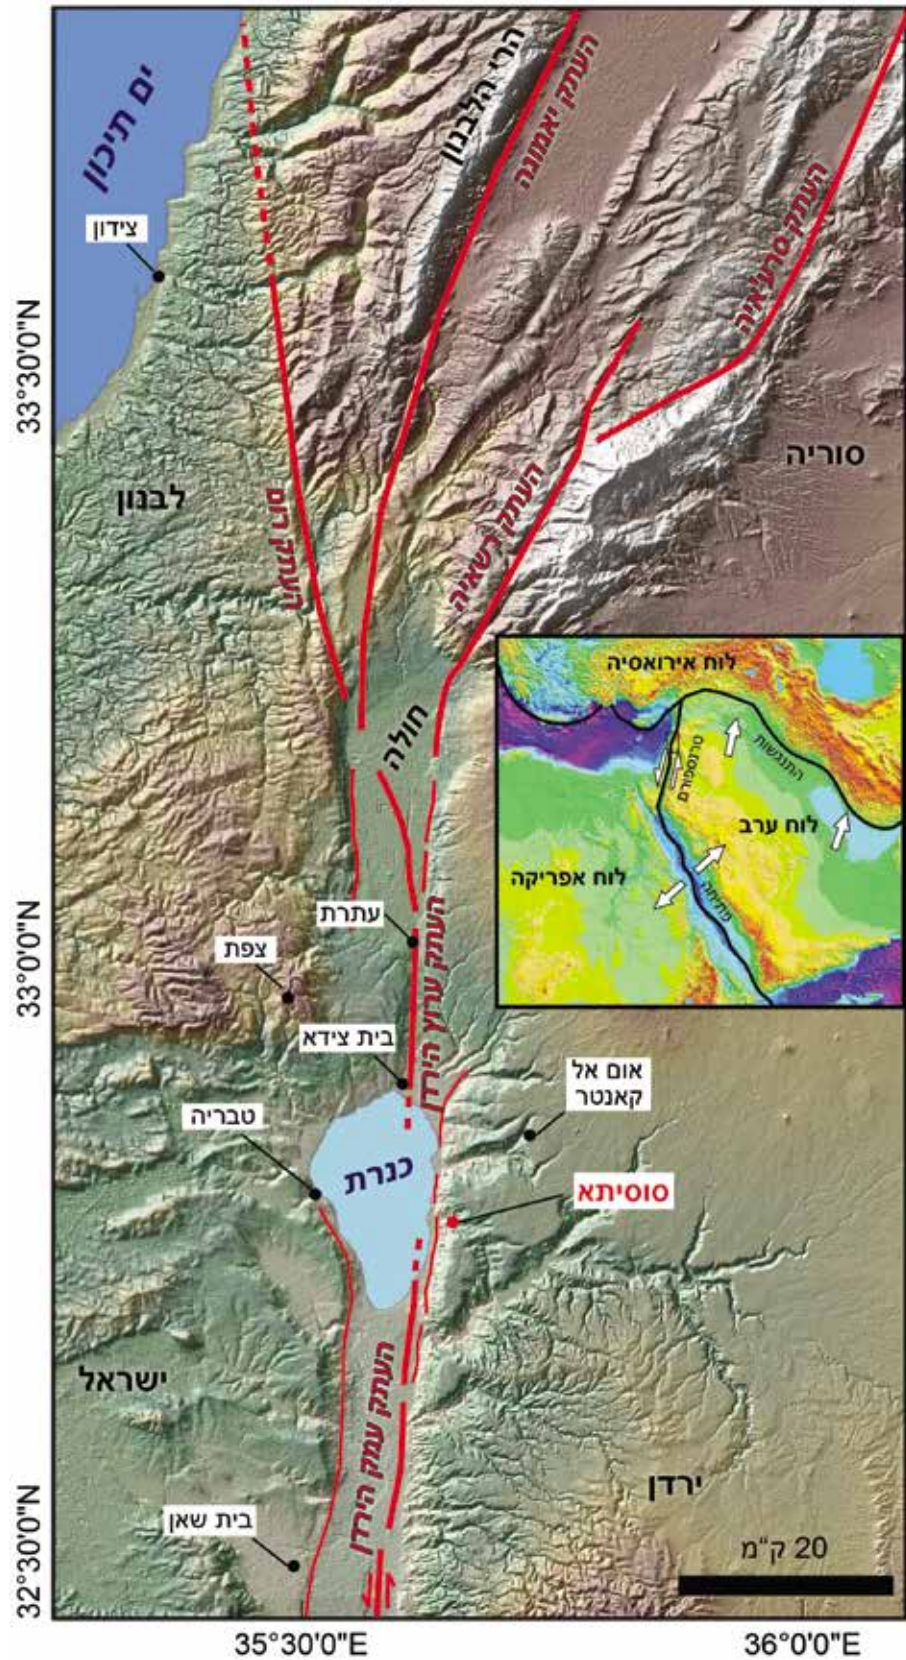 ים תיכון
הרי הלבנון
העתק יאמונה
העתק סרע'איה
צידון
33°30'0"N
סוריה
לבנון
העתק רום
העתק רשאיה
חולה
לוח אירואסיה
טרנספורם
התנגשות
לוח ערב
לוח אפריקה
מתיחה
עתרת
צפת
33°0'0"N
העתק ערוץ הירדן
בית צידא
אום אל
קאנטר
טבריה
כנרת
סוסיתא
ישראל
העתק עמק הירדן
ירדן
בית שאן
20 ק"מ
32°30'0"N
35°30'0"E
36°0'0"E